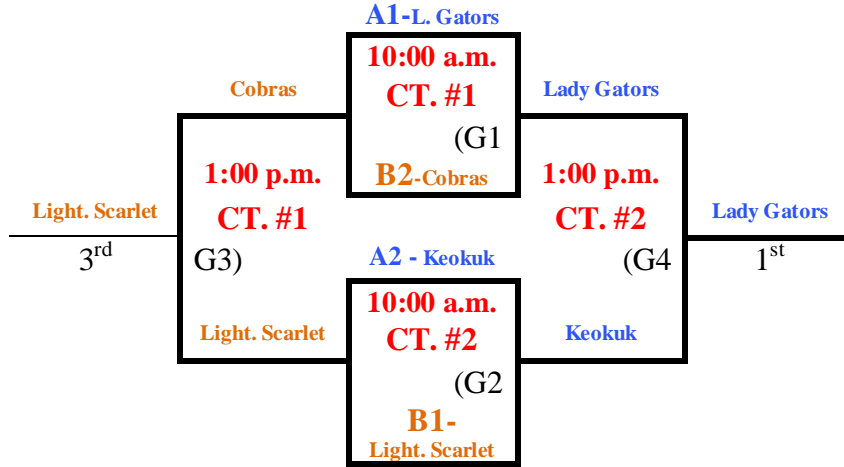 A1-L. Gators
10:00 a.m.
CT. #1
(G1
B2-Cobras
Cobras
Lady Gators
1:00 p.m.
CT. #1
G3)
1:00 p.m.
CT. #2
(G4
Light. Scarlet
3rd
Lady Gators
1st
A2 - Keokuk
10:00 a.m.
CT. #2
(G2
B1-
Light. Scarlet
Light. Scarlet
Keokuk